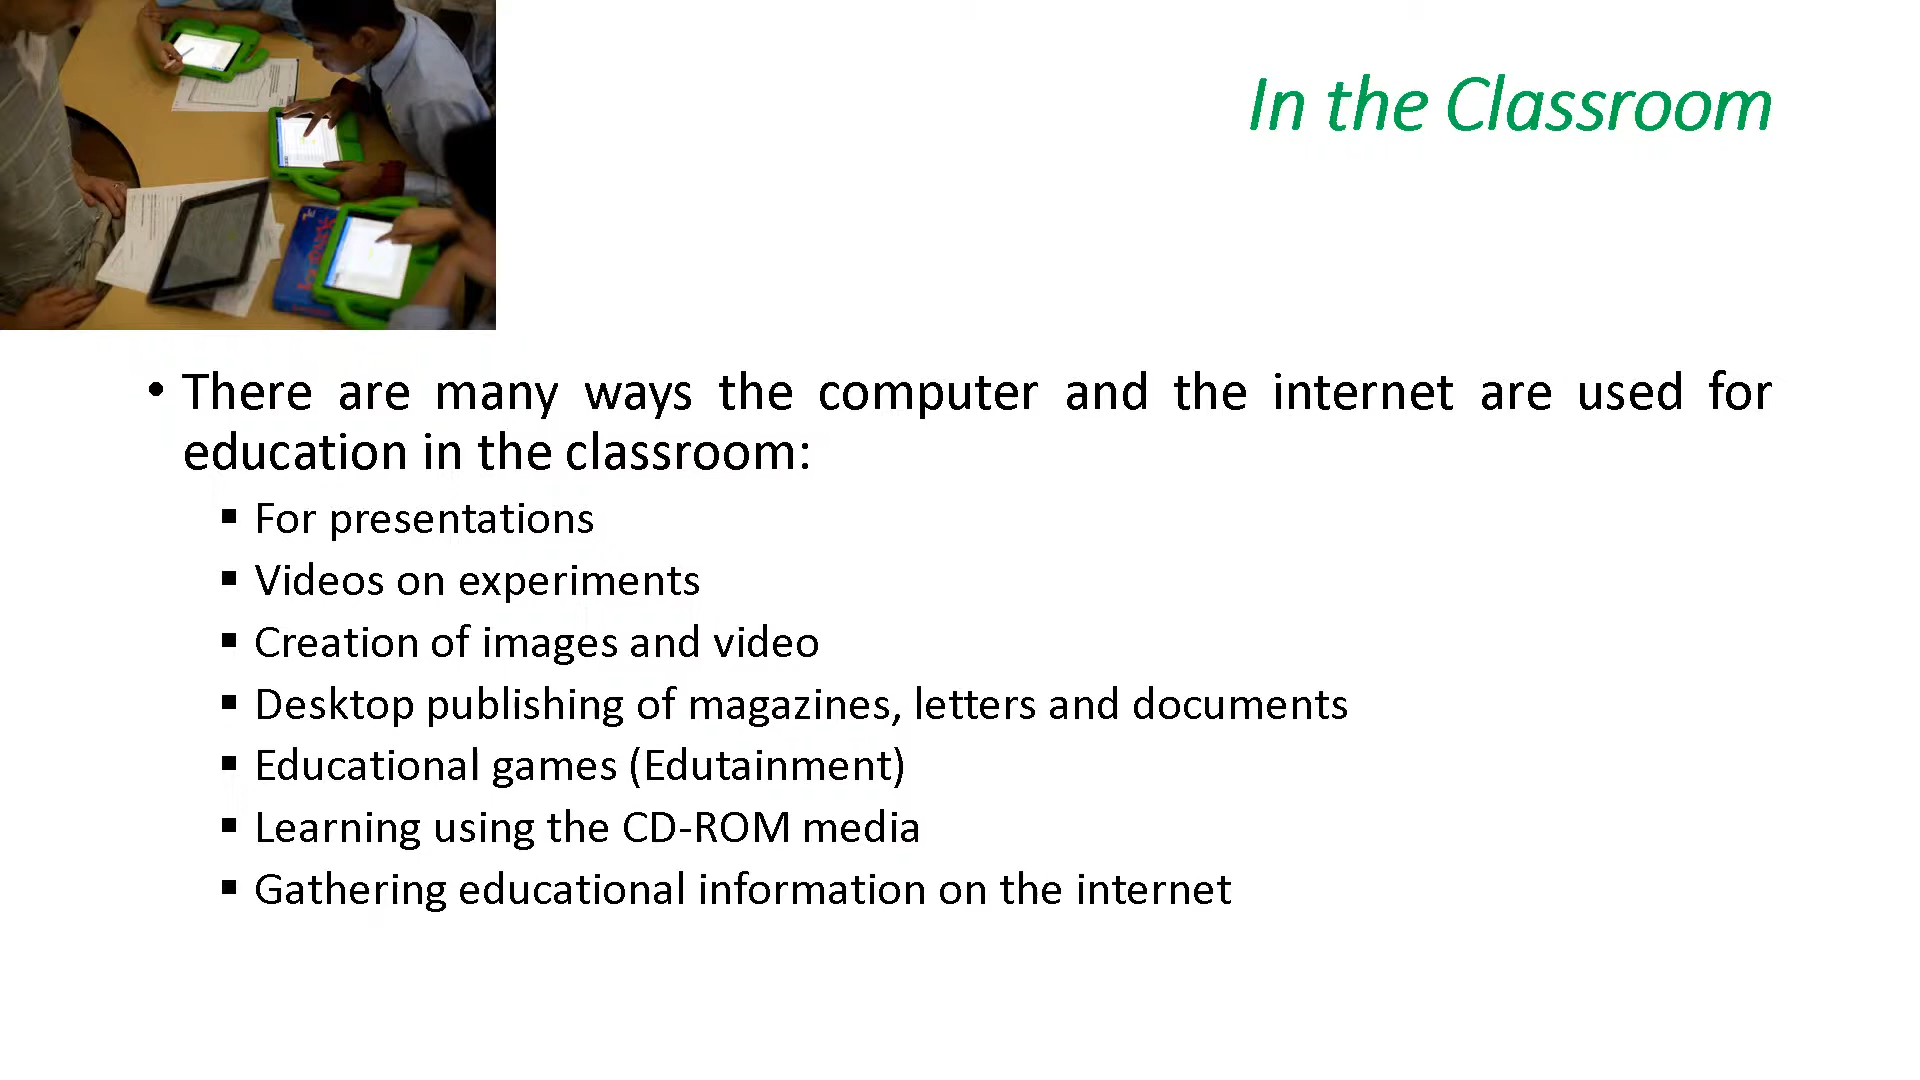 In the Classroom
• There are many ways the computer and the internet are used for
education in the classroom:
▪ For presentations
▪ Videos on experiments
▪ Creation of images and video
▪ Desktop publishing of magazines, letters and documents
▪ Educational games (Edutainment)
▪ Learning using the CD-ROM media
▪ Gathering educational information on the internet